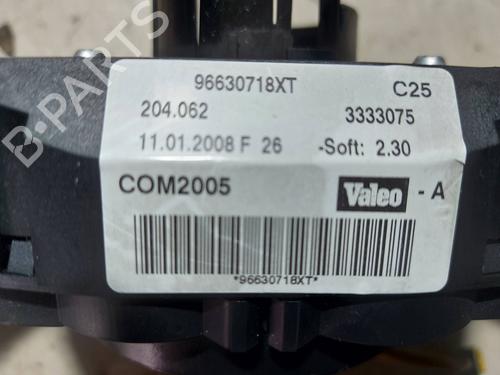 96630718XT C25
204.062 3333075
11.01.2008 F 26 -Soft: 2.30
COM2005 Valeo - A
*96630718XT*
B-PARTS